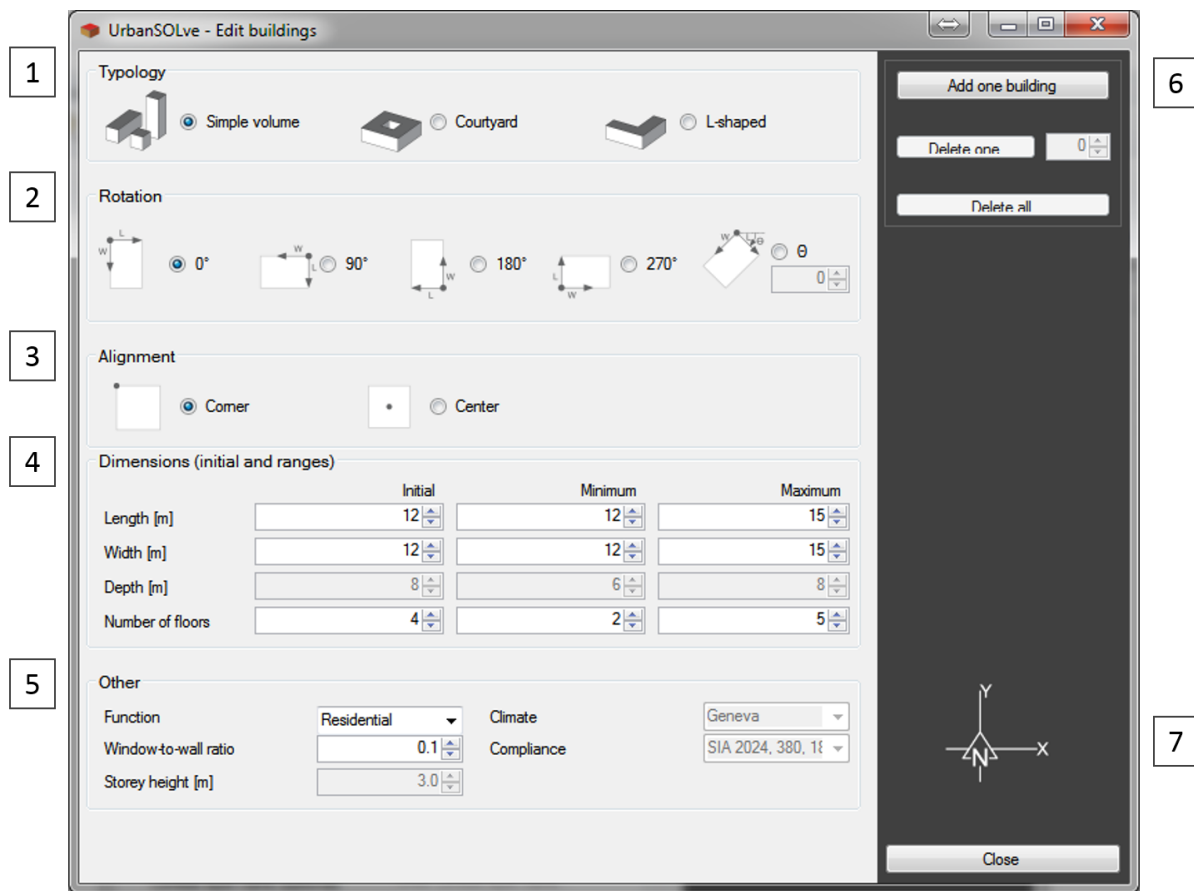 UrbanSOLve - Edit buildings
1
Typology
Simple volume
Courtyard
L-shaped
2
Rotation
L
W
0°
W
L
90°
W
L
180°
L
W
270°
W
L
θ
θ
0
3
Alignment
Corner
Center
4
Dimensions (initial and ranges)
Initial Minimum Maximum
Length [m] 12 12 15
Width [m] 12 12 15
Depth [m] 8 6 8
Number of floors 4 2 5
5
Other
Function Residential Climate Geneva
Window-to-wall ratio 0.1 Compliance SIA 2024, 380, 18
Storey height [m] 3.0
6
Add one building
Delete one 0
Delete all
7
Y
N X
Close